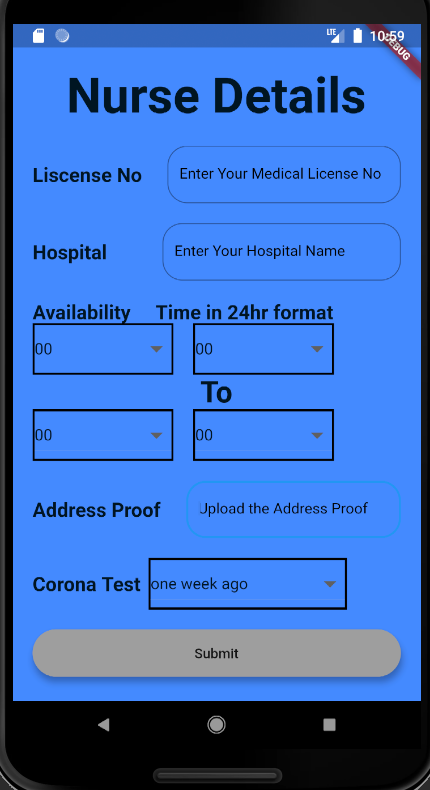 LTE 10:59
DEBUG
Nurse Details
Liscense No Enter Your Medical License No
Hospital Enter Your Hospital Name
Availability Time in 24hr format
00 00
To
00 00
Address Proof Upload the Address Proof
Corona Test one week ago
Submit